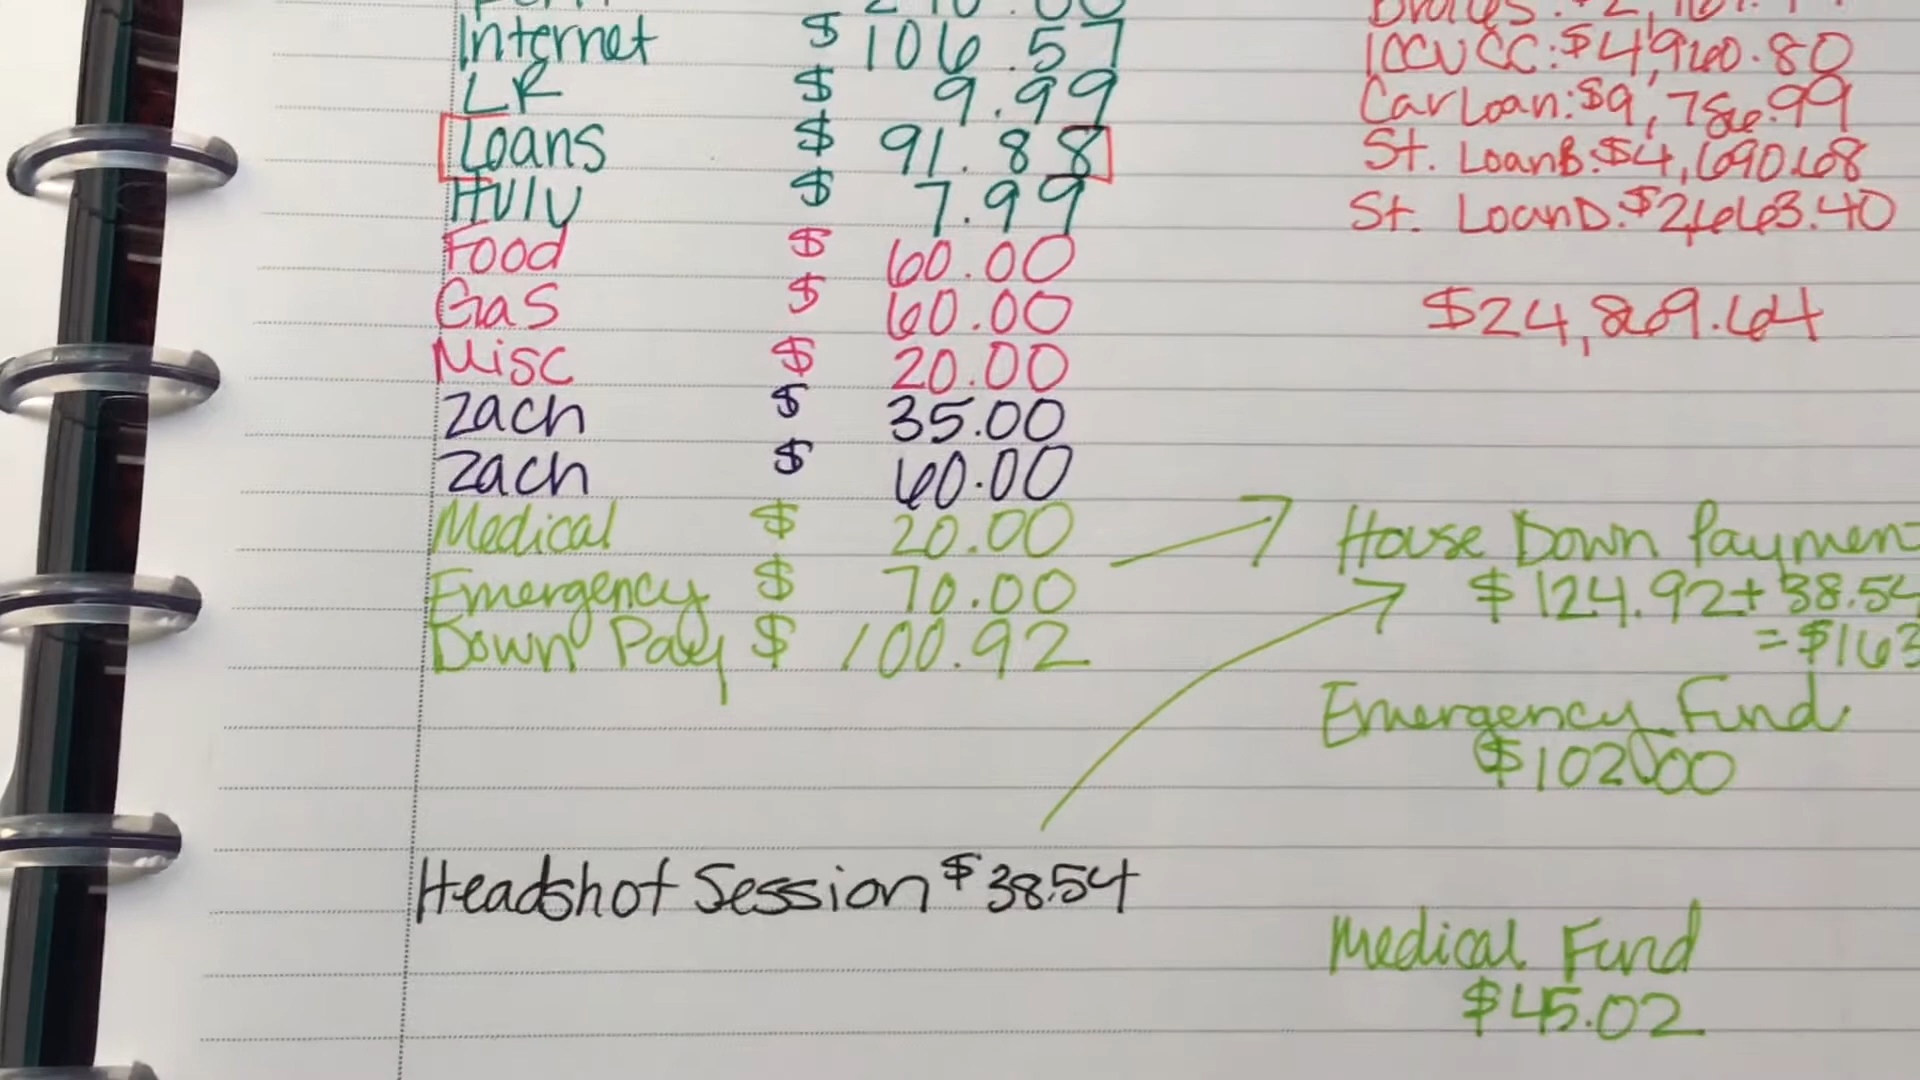 Internet $ 106.57
LR $ 9.99
Loans $ 91.88
Hulu $ 7.99
Food $ 60.00
Gas $ 60.00
Misc $ 20.00
Zach $ 35.00
Zach $ 60.00
Medical $ 20.00
Emergency $ 70.00
Down Pay $ 100.92
Headshot Session $38.54
ICCU CC: $4,960.80
Car Loan: $9,786.99
St. Loan B: $4,690.68
St. Loan D: $2,663.40
$24,869.64
House Down Payment
$124.92 + 38.54
= $163
Emergency Fund
$102.00
Medical Fund
$45.02